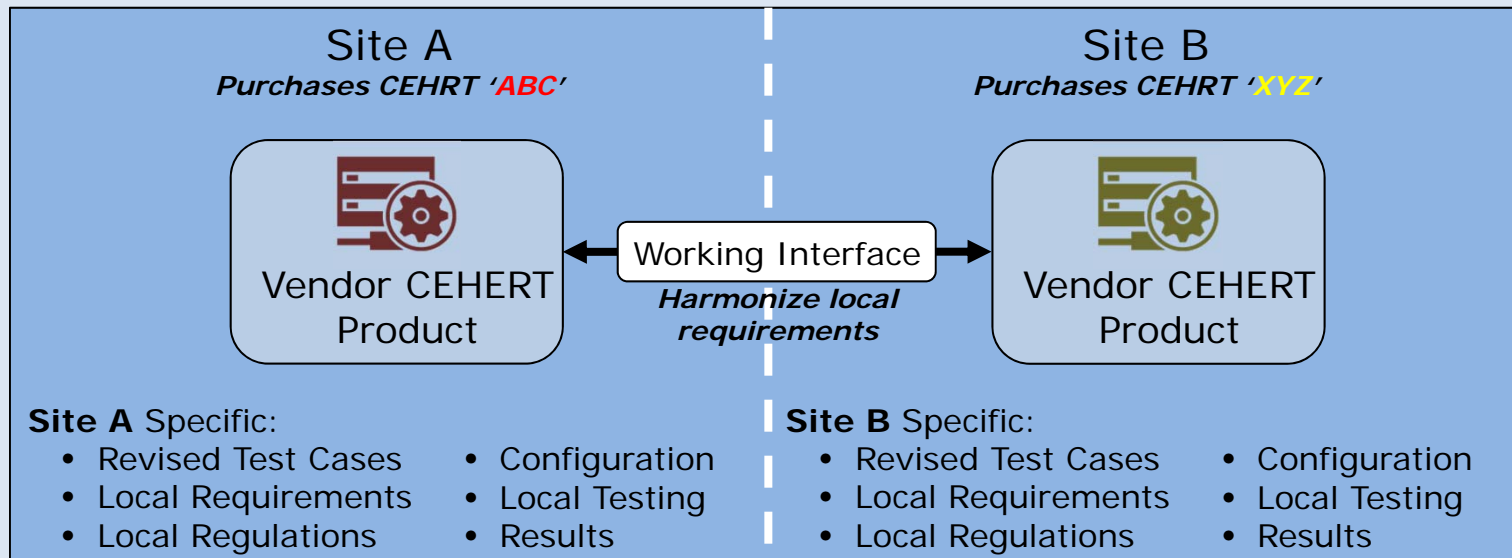 Site A
Purchases CEHRT ‘ABC’
Vendor CEHERT
Product
Site B
Purchases CEHRT ‘XYZ’
Vendor CEHERT
Product
Working Interface
Harmonize local
requirements
Site A Specific:
• Revised Test Cases
• Local Requirements
• Local Regulations
• Configuration
• Local Testing
• Results
Site B Specific:
• Revised Test Cases
• Local Requirements
• Local Regulations
• Configuration
• Local Testing
• Results